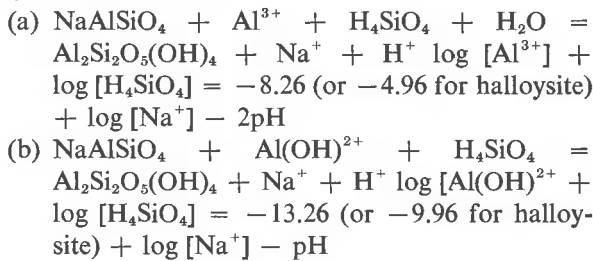 (a) NaAlSiO₄ + Al³⁺ + H₄SiO₄ + H₂O =
Al₂Si₂O₅(OH)₄ + Na⁺ + H⁺ log [Al³⁺] +
log [H₄SiO₄] = −8.26 (or −4.96 for halloysite)
+ log [Na⁺] − 2pH
(b) NaAlSiO₄ + Al(OH)²⁺ + H₄SiO₄ =
Al₂Si₂O₅(OH)₄ + Na⁺ + H⁺ log [Al(OH)²⁺ +
log [H₄SiO₄] = −13.26 (or −9.96 for halloy-
site) + log [Na⁺] − pH